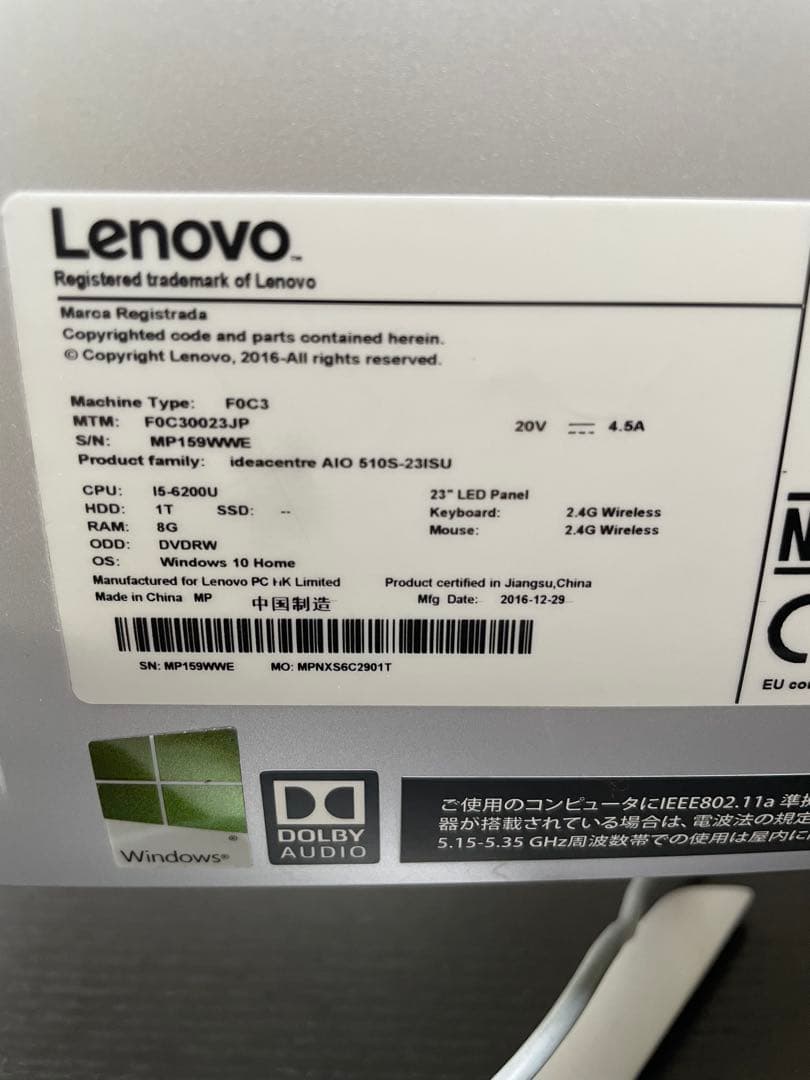 Lenovo™
Registered trademark of Lenovo
Marca Registrada
Copyrighted code and parts contained herein.
© Copyright Lenovo, 2016-All rights reserved.
Machine Type: F0C3
MTM: F0C30023JP
S/N: MP159WWE
20V ⎓ 4.5A
Product family: ideacentre AIO 510S-23ISU
CPU: I5-6200U
HDD: 1T SSD: --
RAM: 8G
ODD: DVDRW
OS: Windows 10 Home
23" LED Panel
Keyboard: 2.4G Wireless
Mouse: 2.4G Wireless
Manufactured for Lenovo PC HK Limited
Product certified in Jiangsu,China
Made in China MP 中国制造
Mfg Date: 2016-12-29
SN: MP159WWE MO: MPNXS6C2901T
EU
Windows®
DOLBY
AUDIO
ご使用のコンピュータにIEEE802.11a 準
器が搭載されている場合は、電波法の規定
5.15-5.35 GHz周波数帯での使用は屋内に